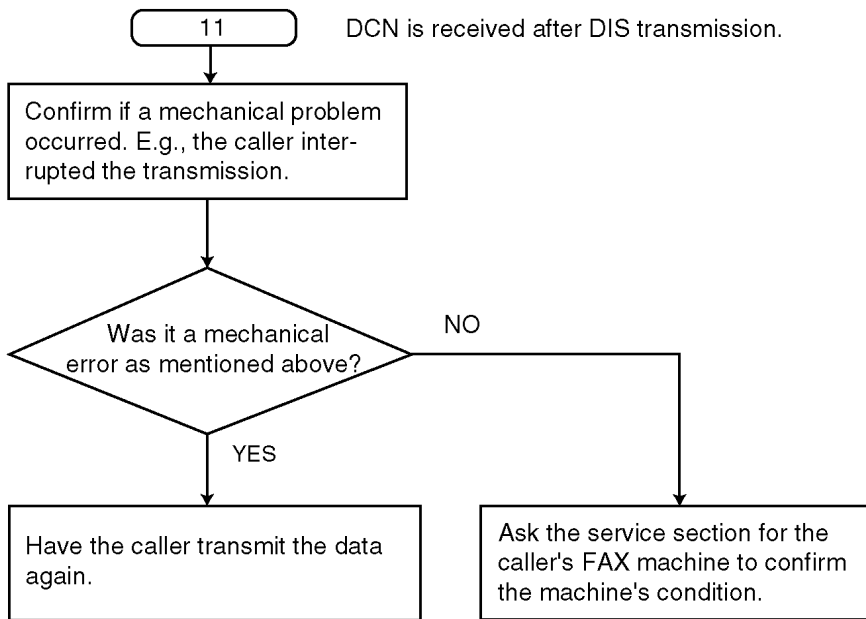 11
DCN is received after DIS transmission.
Confirm if a mechanical problem
occurred. E.g., the caller inter-
rupted the transmission.
Was it a mechanical
error as mentioned above?
NO
YES
Have the caller transmit the data
again.
Ask the service section for the
caller's FAX machine to confirm
the machine's condition.